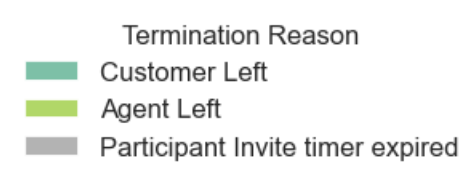 Termination Reason
Customer Left
Agent Left
Participant Invite timer expired